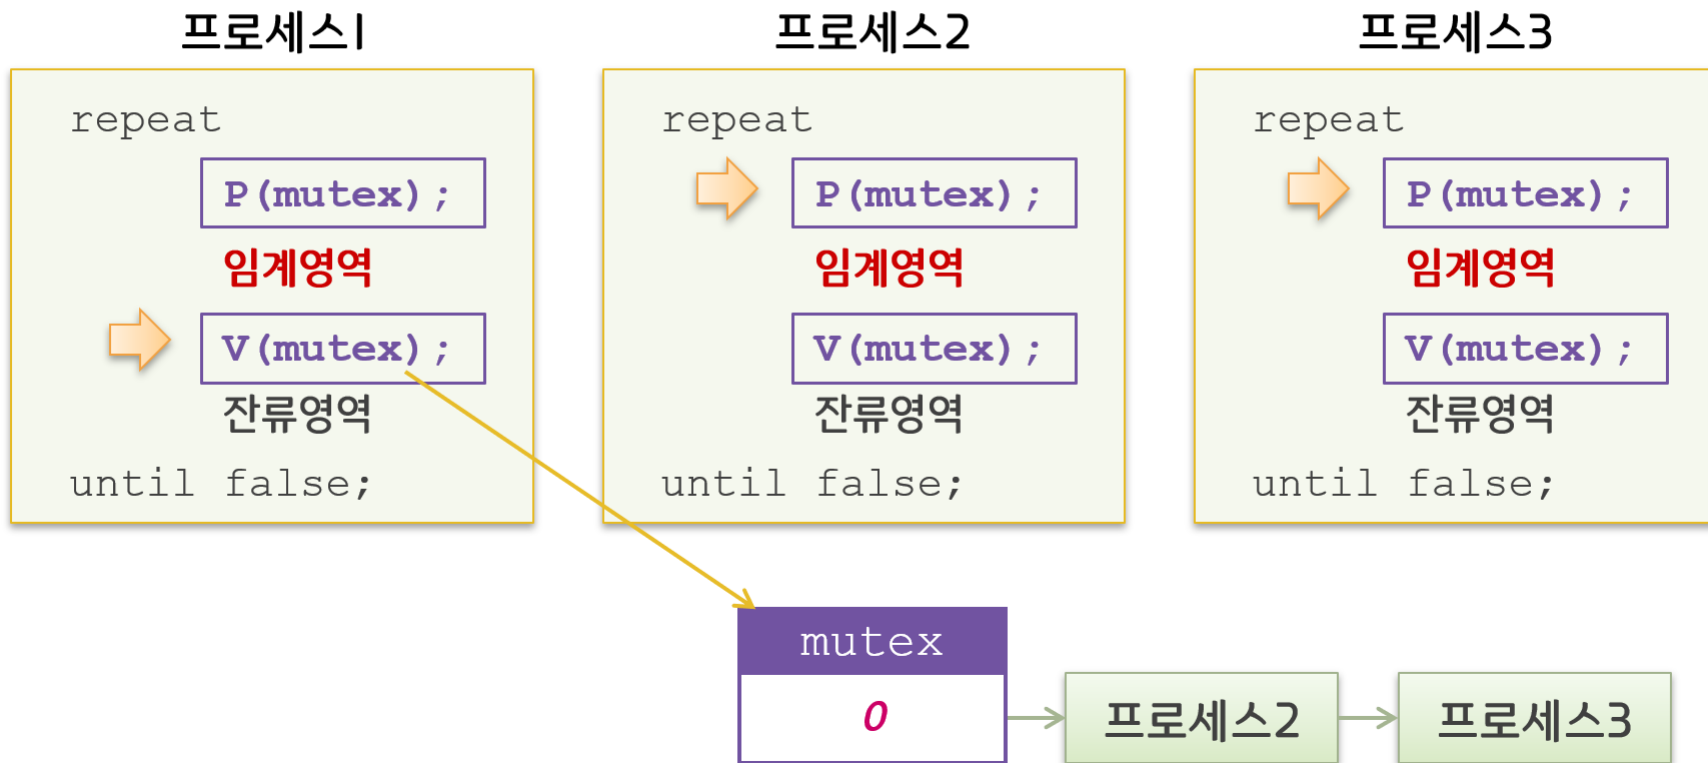 프로세스1
프로세스2
프로세스3
repeat
P(mutex);
임계영역
V(mutex);
잔류영역
until false;
repeat
P(mutex);
임계영역
V(mutex);
잔류영역
until false;
repeat
P(mutex);
임계영역
V(mutex);
잔류영역
until false;
mutex
0
프로세스2
프로세스3